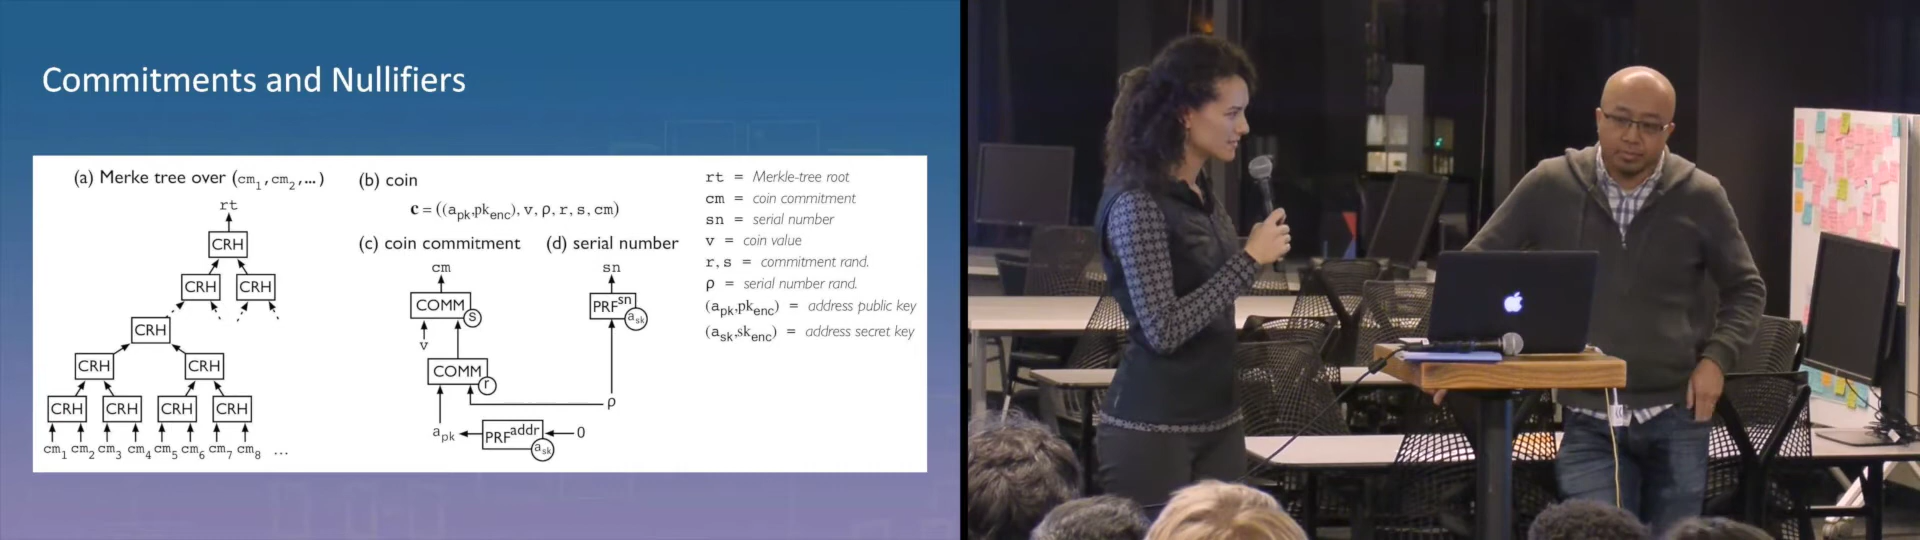 Commitments and Nullifiers
(a) Merke tree over (cm1,cm2,...)
rt
CRH
CRH CRH
CRH
CRH CRH
CRH CRH CRH CRH
cm1 cm2 cm3 cm4 cm5 cm6 cm7 cm8 ...
(b) coin
c = ((apk,pkenc), v, ρ, r, s, cm)
(c) coin commitment
cm
COMM
s
v
COMM
r
apk
PRFaddr
ask
0
(d) serial number
sn
PRFsn
ask
ρ
rt = Merkle-tree root
cm = coin commitment
sn = serial number
v = coin value
r, s = commitment rand.
ρ = serial number rand.
(apk,pkenc) = address public key
(ask,skenc) = address secret key